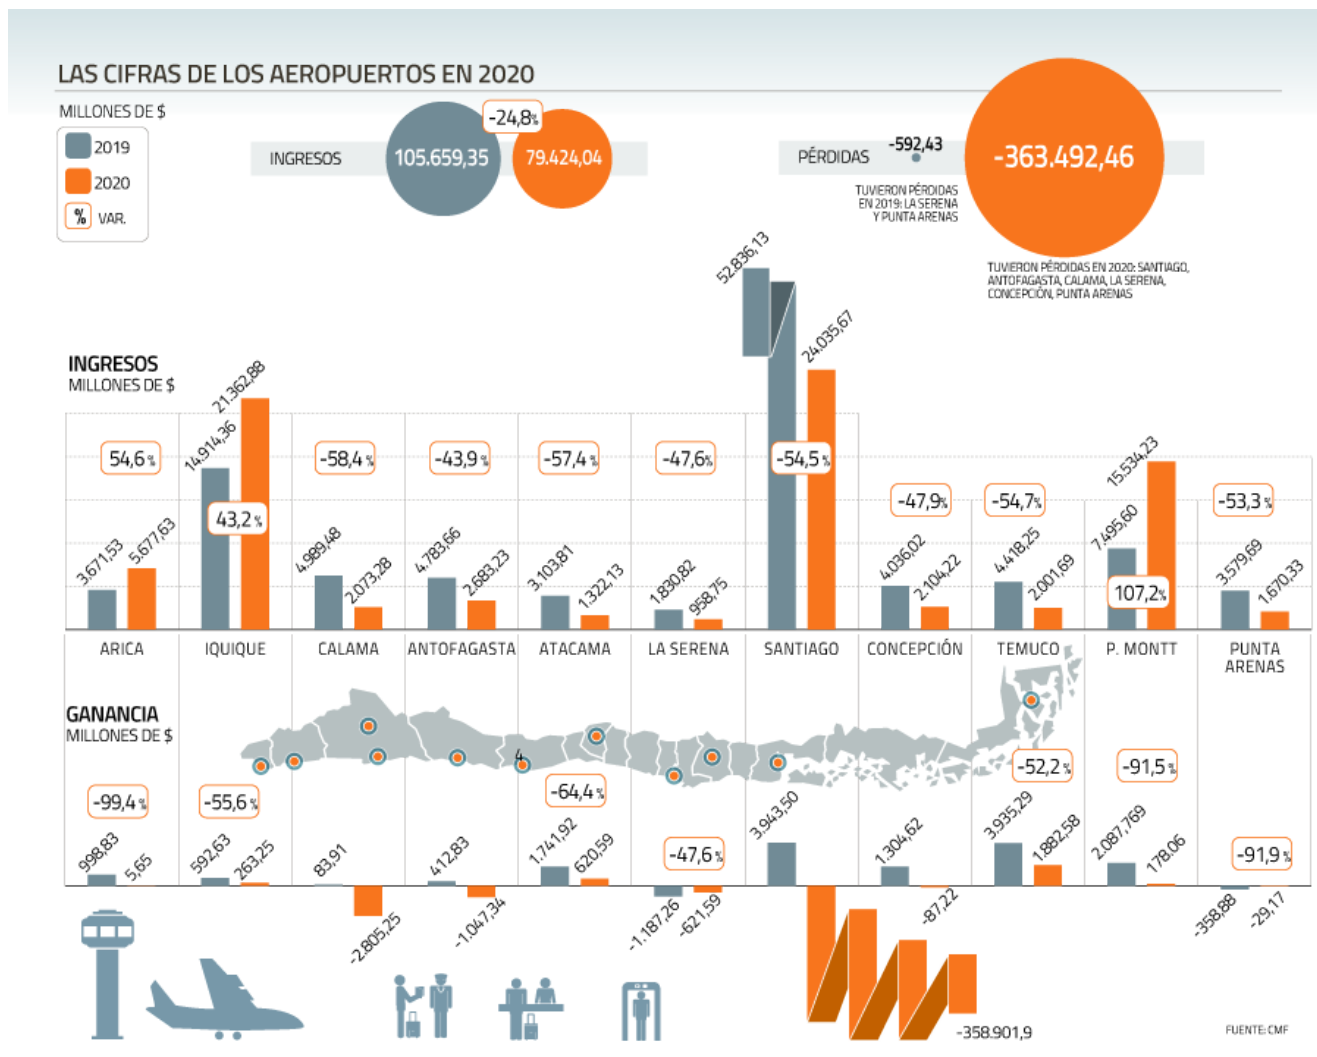 LAS CIFRAS DE LOS AEROPUERTOS EN 2020
MILLONES DE $
2019
2020
% VAR.
INGRESOS
105.659,35
-24,8%
79.424,04
PÉRDIDAS
-592,43
-363.492,46
TUVIERON PÉRDIDAS
EN 2019: LA SERENA
Y PUNTA ARENAS
TUVIERON PÉRDIDAS EN 2020: SANTIAGO,
ANTOFAGASTA, CALAMA, LA SERENA,
CONCEPCIÓN, PUNTA ARENAS
INGRESOS
MILLONES DE $
3.671,53
5.677,63
54,6%
14.914,36
21.362,88
43,2%
4.989,48
2.073,28
-58,4%
4.783,66
2.683,23
-43,9%
3.103,81
1.322,13
-57,4%
1.830,82
958,75
-47,6%
52.836,13
24.035,67
-54,5%
4.036,02
2.104,22
-47,9%
4.418,25
2.001,69
-54,7%
7.495,60
15.534,23
107,2%
3.579,69
1.670,33
-53,3%
ARICA
IQUIQUE
CALAMA
ANTOFAGASTA
ATACAMA
LA SERENA
SANTIAGO
CONCEPCIÓN
TEMUCO
P. MONTT
PUNTA
ARENAS
GANANCIA
MILLONES DE $
4
-99,4%
998,83
5,65
-55,6%
592,63
263,25
83,91
-2.805,25
412,83
-1.047,34
-64,4%
1.741,92
620,59
-47,6%
-1.187,26
-621,59
3.943,50
-358.901,9
1.304,62
-87,22
-52,2%
3.935,29
1.882,58
-91,5%
2.087,769
178,06
-91,9%
-358,88
-29,17
FUENTE: CMF